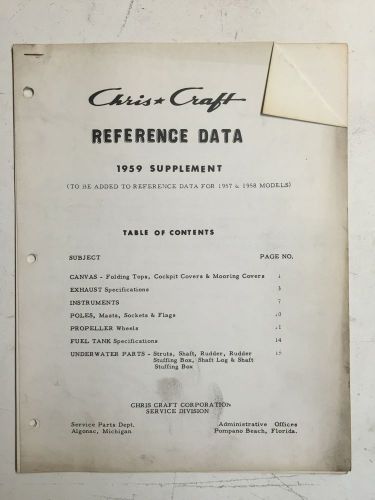 Chris★Craft
REFERENCE DATA
1959 SUPPLEMENT
(TO BE ADDED TO REFERENCE DATA FOR 1957 & 1958 MODELS)
TABLE OF CONTENTS
SUBJECT PAGE NO.
CANVAS - Folding Tops, Cockpit Covers & Mooring Covers 1
EXHAUST Specifications 3
INSTRUMENTS 7
POLES, Masts, Sockets & Flags 10
PROPELLER Wheels 11
FUEL TANK Specifications 14
UNDERWATER PARTS - Struts, Shaft, Rudder, Rudder 15
Stuffing Box, Shaft Log & Shaft
Stuffing Box
CHRIS CRAFT CORPORATION
SERVICE DIVISION
Service Parts Dept. Administrative Offices
Algonac, Michigan Pompano Beach, Florida.